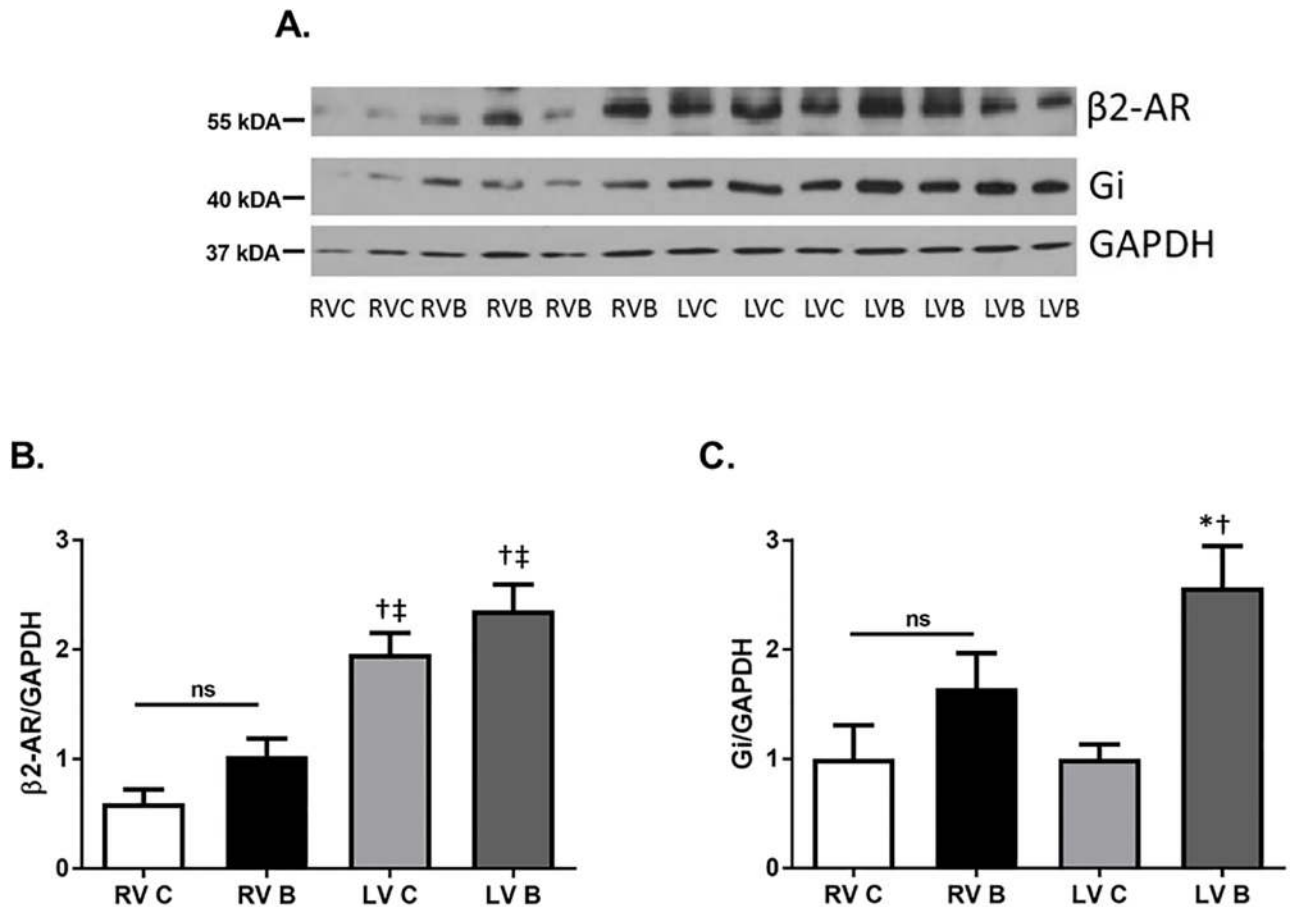 A.
55 kDA
β2-AR
40 kDA
Gi
37 kDA
GAPDH
RVC RVC RVB RVB RVB RVB LVC LVC LVC LVB LVB LVB LVB
B.
β2-AR/GAPDH
3
2
1
0
ns
†‡
†‡
RV C RV B LV C LV B
C.
Gi/GAPDH
3
2
1
0
ns
*†
RV C RV B LV C LV B